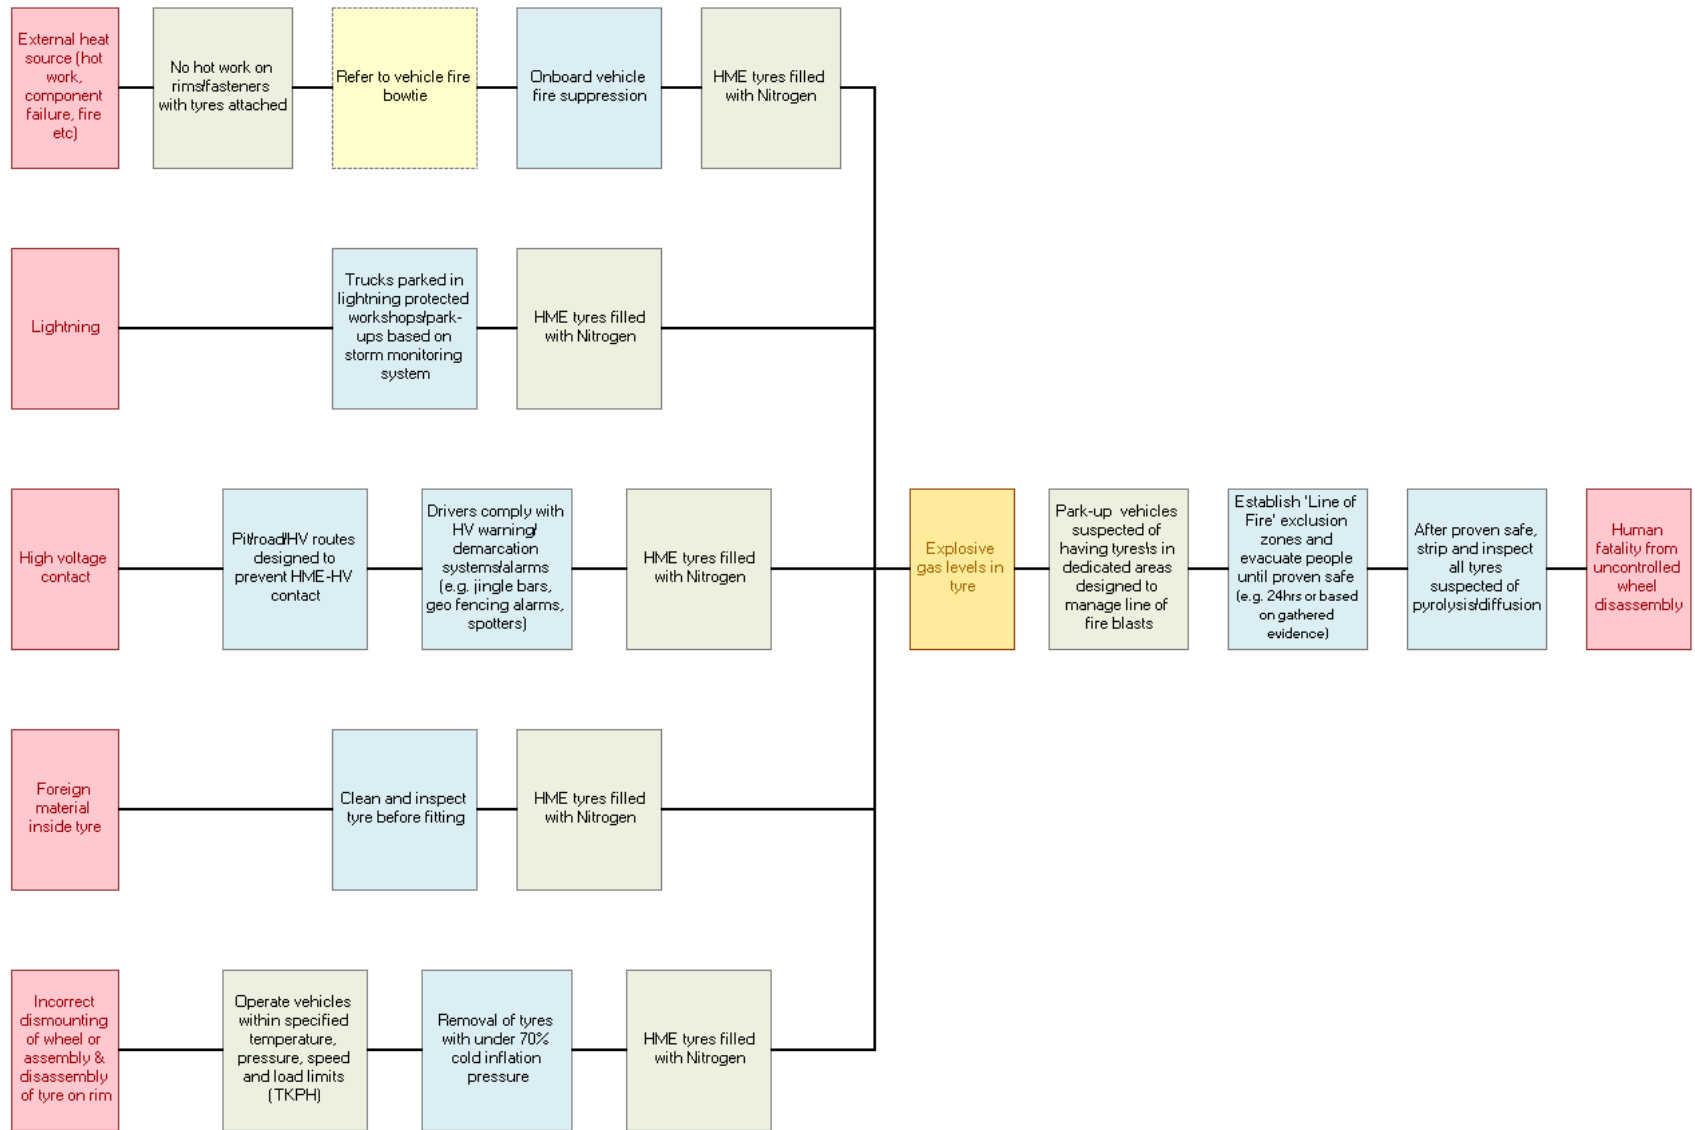 External heat
source (hot
work,
component
failure, fire
etc)
No hot work on
rims/fasteners
with tyres attached
Refer to vehicle fire
bowtie
Onboard vehicle
fire suppression
HME tyres filled
with Nitrogen
Lightning
Trucks parked in
lightning protected
workshops/park-
ups based on
storm monitoring
system
HME tyres filled
with Nitrogen
High voltage
contact
Pit/road/HV routes
designed to
prevent HME-HV
contact
Drivers comply with
HV warning/
demarcation
systems/alarms
(e.g. jingle bars,
geo fencing alarms,
spotters)
HME tyres filled
with Nitrogen
Explosive
gas levels in
tyre
Park-up vehicles
suspected of
having tyres\s in
dedicated areas
designed to
manage line of
fire blasts
Establish 'Line of
Fire' exclusion
zones and
evacuate people
until proven safe
(e.g. 24hrs or based
on gathered
evidence)
After proven safe,
strip and inspect
all tyres
suspected of
pyrolysis/diffusion
Human
fatality from
uncontrolled
wheel
disassembly
Foreign
material
inside tyre
Clean and inspect
tyre before fitting
HME tyres filled
with Nitrogen
Incorrect
dismounting
of wheel or
assembly &
disassembly
of tyre on rim
Operate vehicles
within specified
temperature,
pressure, speed
and load limits
(TKPH)
Removal of tyres
with under 70%
cold inflation
pressure
HME tyres filled
with Nitrogen